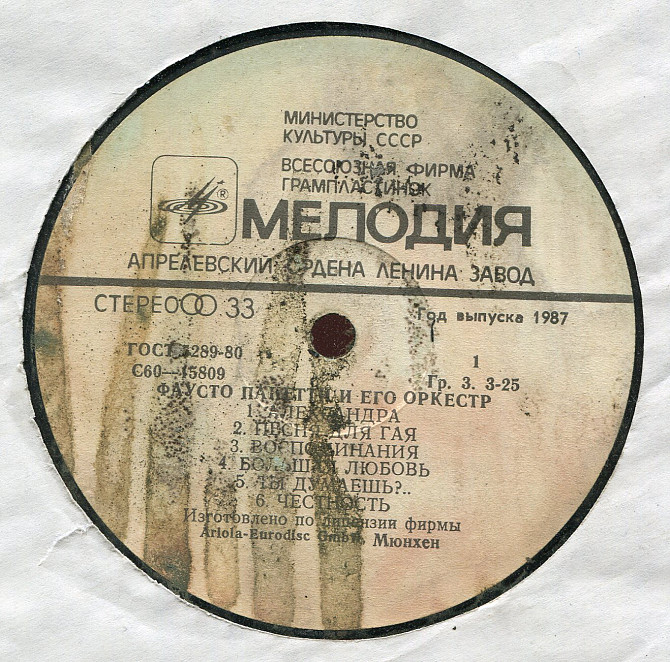 МИНИСТЕРСТВО
КУЛЬТУРЫ СССР
ВСЕСОЮЗНАЯ ФИРМА
ГРАМПЛАСТИНОК
®
МЕЛОДИЯ
АПРЕЛЕВСКИЙ ОРДЕНА ЛЕНИНА ЗАВОД
СТЕРЕО 33
Год выпуска 1987
ГОСТ 5289-80
1
С60—15809
Гр. 3. 3-25
ФАУСТО ПАПЕТТИ И ЕГО ОРКЕСТР
1. АЛЕКСАНДРА
2. ПЕСНЯ ДЛЯ ГАЯ
3. ВОСПОМИНАНИЯ
4. БОЛЬШАЯ ЛЮБОВЬ
5. ТЫ ДУМАЕШЬ?..
6. ЧЕСТНОСТЬ
Изготовлено по лицензии фирмы
Ariola-Eurodisc GmbH, Мюнхен